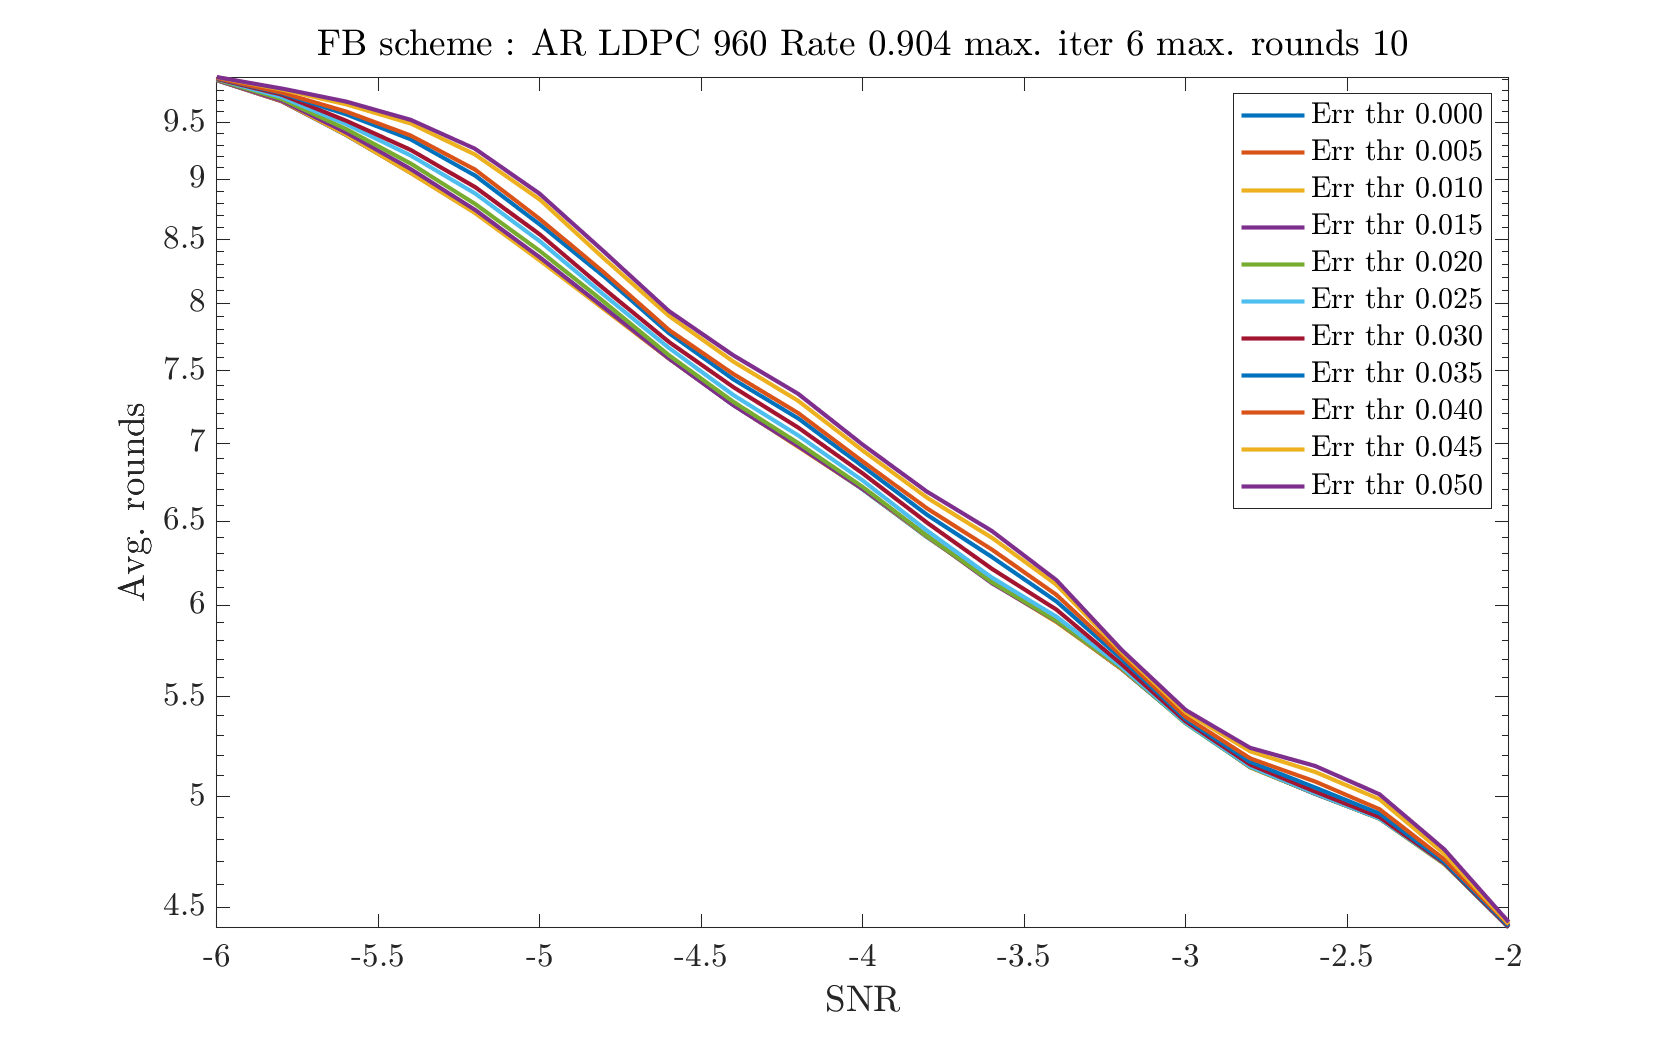 FB scheme : AR LDPC 960 Rate 0.904 max. iter 6 max. rounds 10
Err thr 0.000
Err thr 0.005
Err thr 0.010
Err thr 0.015
Err thr 0.020
Err thr 0.025
Err thr 0.030
Err thr 0.035
Err thr 0.040
Err thr 0.045
Err thr 0.050
Avg. rounds
9.5
9
8.5
8
7.5
7
6.5
6
5.5
5
4.5
-6 -5.5 -5 -4.5 -4 -3.5 -3 -2.5 -2
SNR